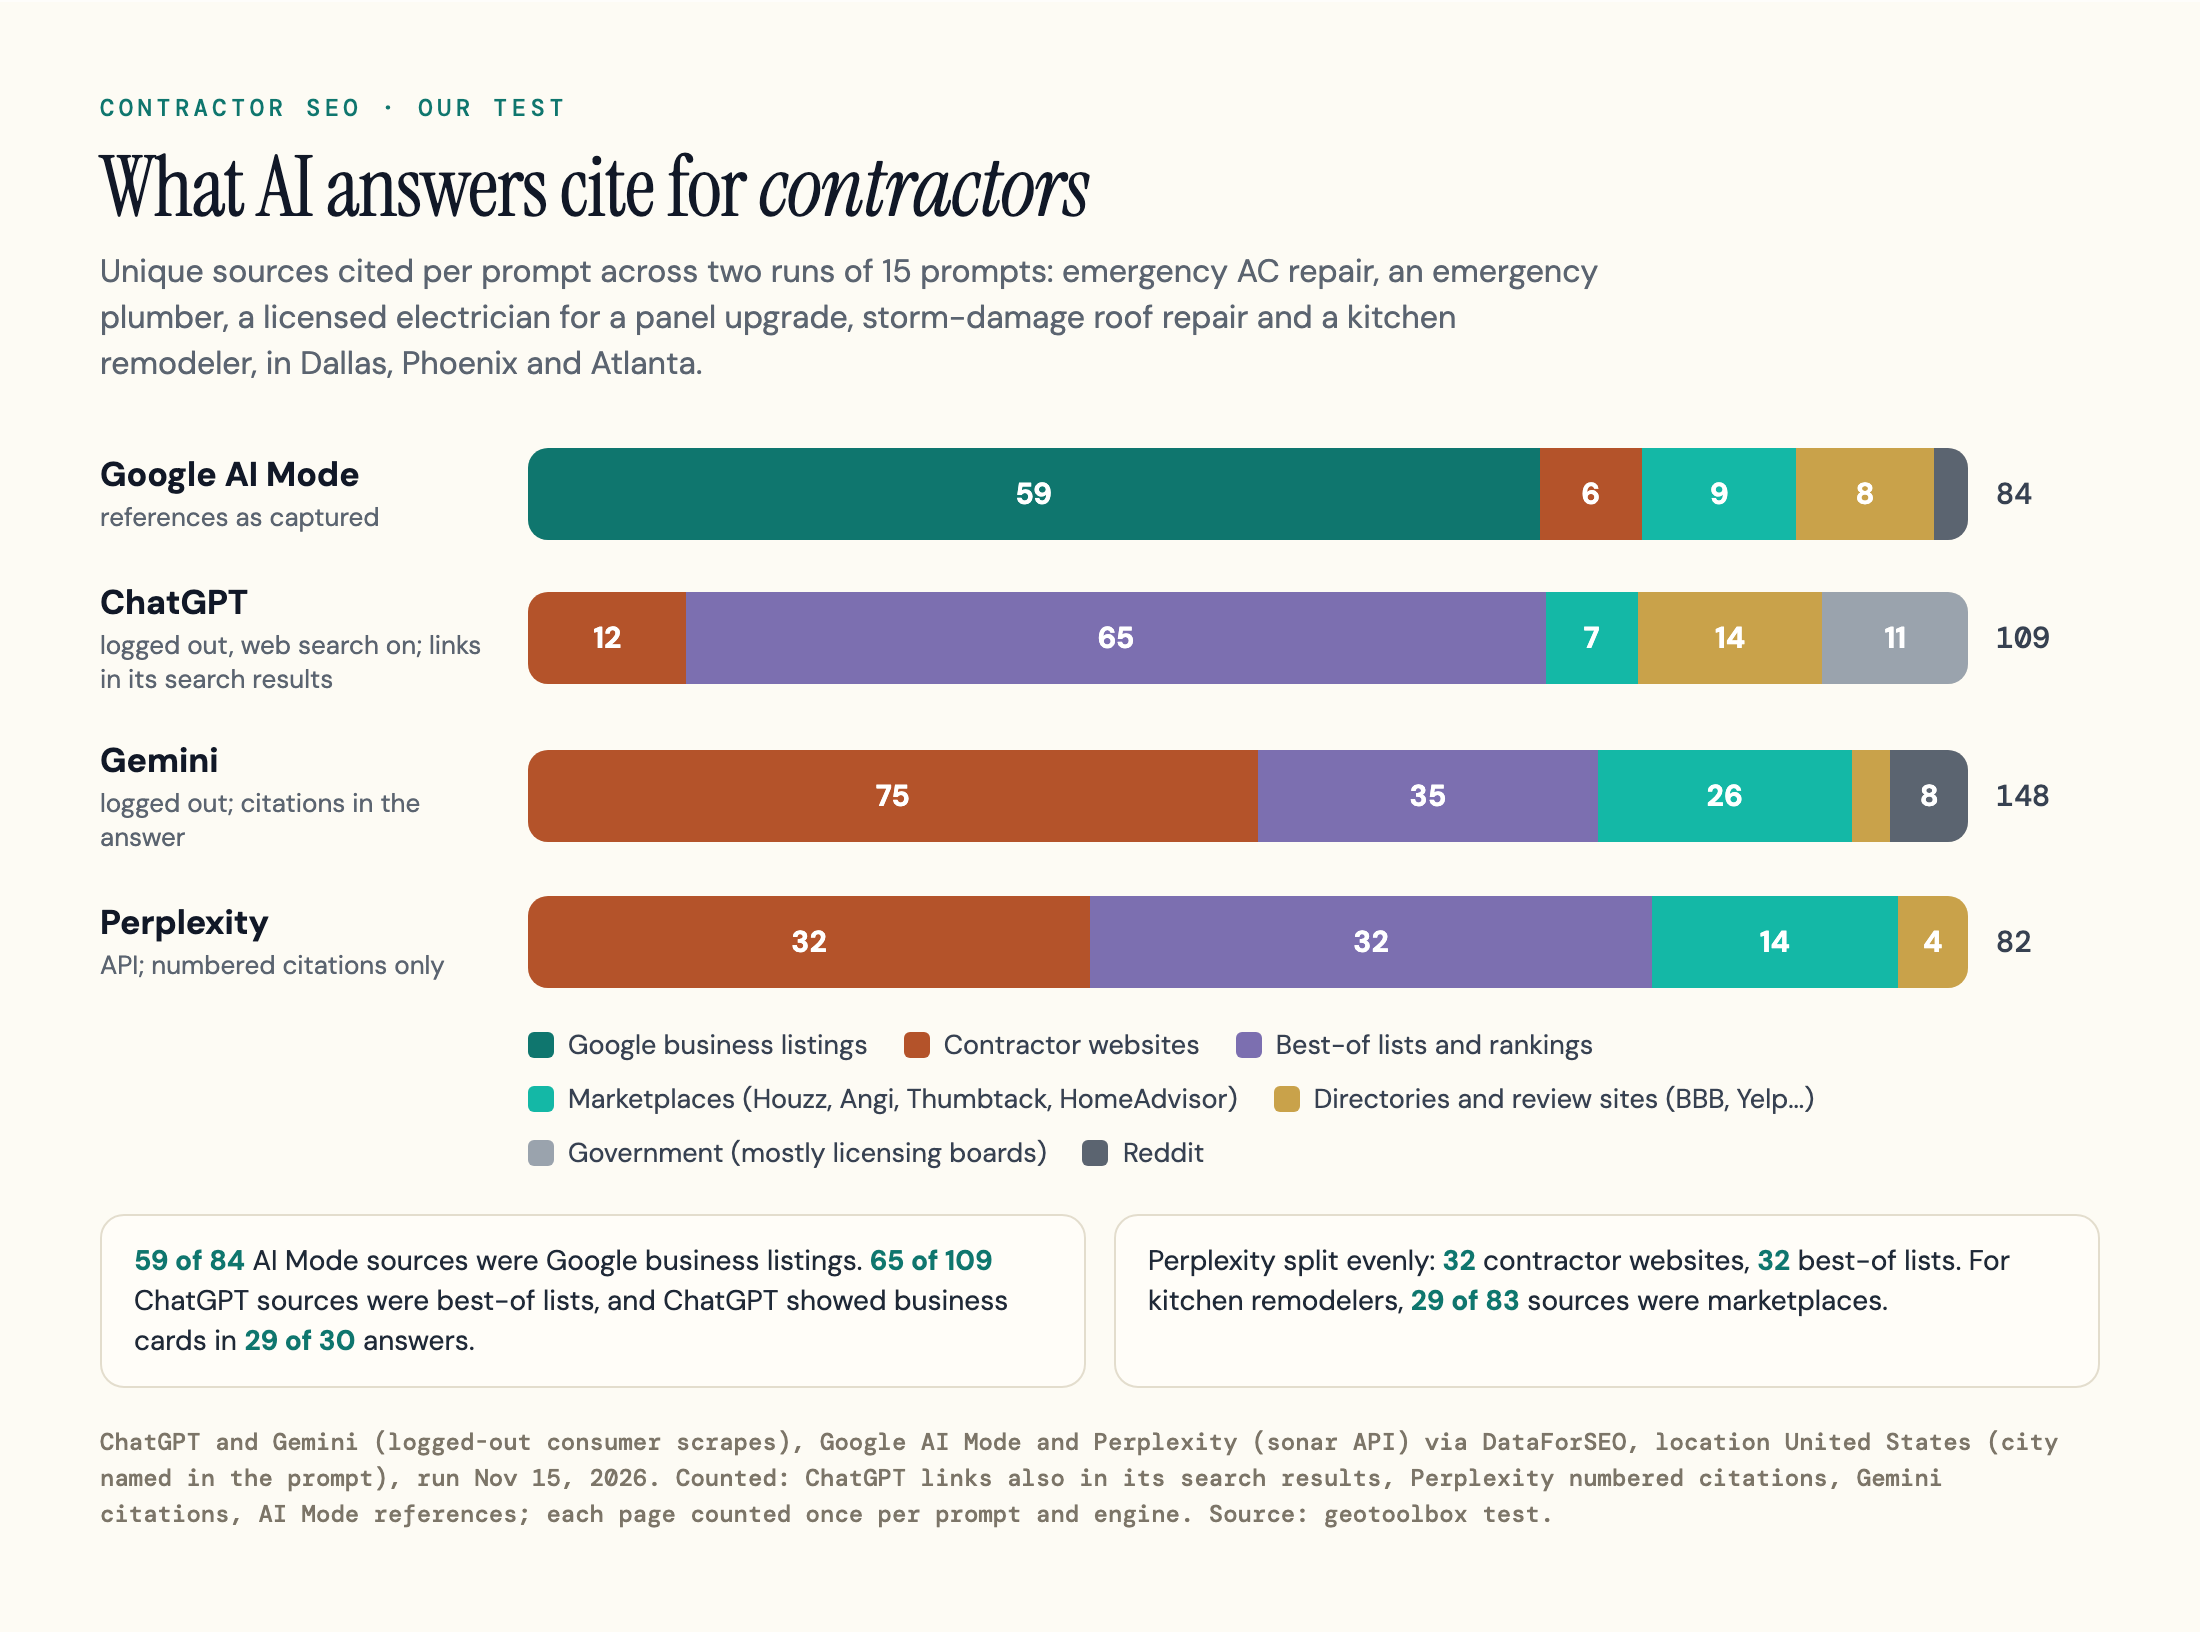 CONTRACTOR SEO · OUR TEST
What AI answers cite for contractors
Unique sources cited per prompt across two runs of 15 prompts: emergency AC repair, an emergency
plumber, a licensed electrician for a panel upgrade, storm-damage roof repair and a kitchen
remodeler, in Dallas, Phoenix and Atlanta.
Google AI Mode
references as captured
59 6 9 8 84
ChatGPT
logged out, web search on; links
in its search results
12 65 7 14 11 109
Gemini
logged out; citations in the
answer
75 35 26 8 148
Perplexity
API; numbered citations only
32 32 14 4 82
Google business listings Contractor websites Best-of lists and rankings
Marketplaces (Houzz, Angi, Thumbtack, HomeAdvisor) Directories and review sites (BBB, Yelp...)
Government (mostly licensing boards) Reddit
59 of 84 AI Mode sources were Google business listings. 65 of 109
ChatGPT sources were best-of lists, and ChatGPT showed business
cards in 29 of 30 answers.
Perplexity split evenly: 32 contractor websites, 32 best-of lists. For
kitchen remodelers, 29 of 83 sources were marketplaces.
ChatGPT and Gemini (logged-out consumer scrapes), Google AI Mode and Perplexity (sonar API) via DataForSEO, location United States (city
named in the prompt), run Nov 15, 2026. Counted: ChatGPT links also in its search results, Perplexity numbered citations, Gemini
citations, AI Mode references; each page counted once per prompt and engine. Source: geotoolbox test.